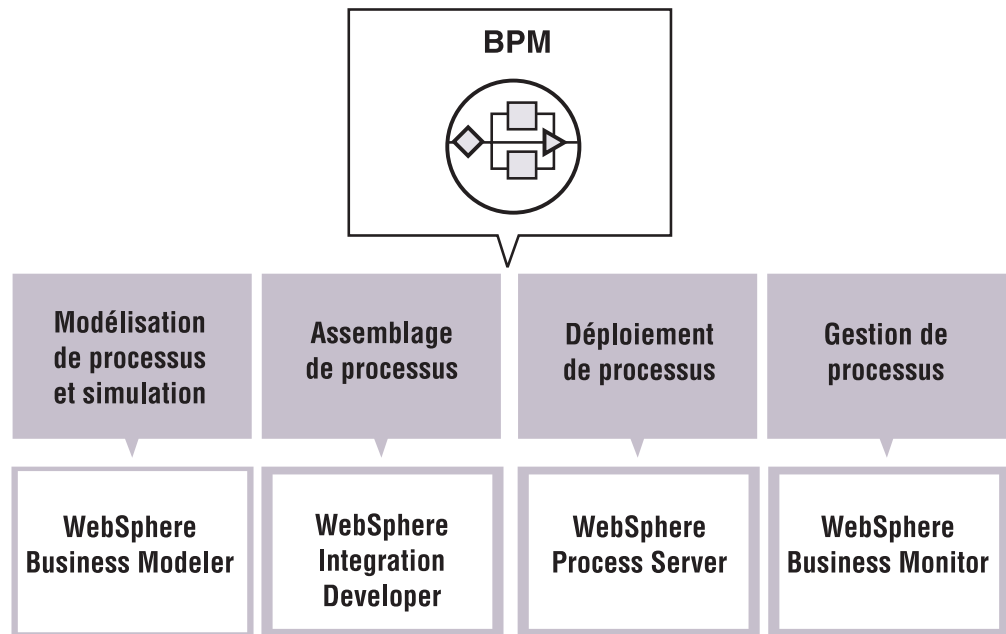 BPM
Modélisation
de processus
et simulation
Assemblage
de processus
Déploiement
de processus
Gestion de
processus
WebSphere
Business Modeler
WebSphere
Integration
Developer
WebSphere
Process Server
WebSphere
Business Monitor